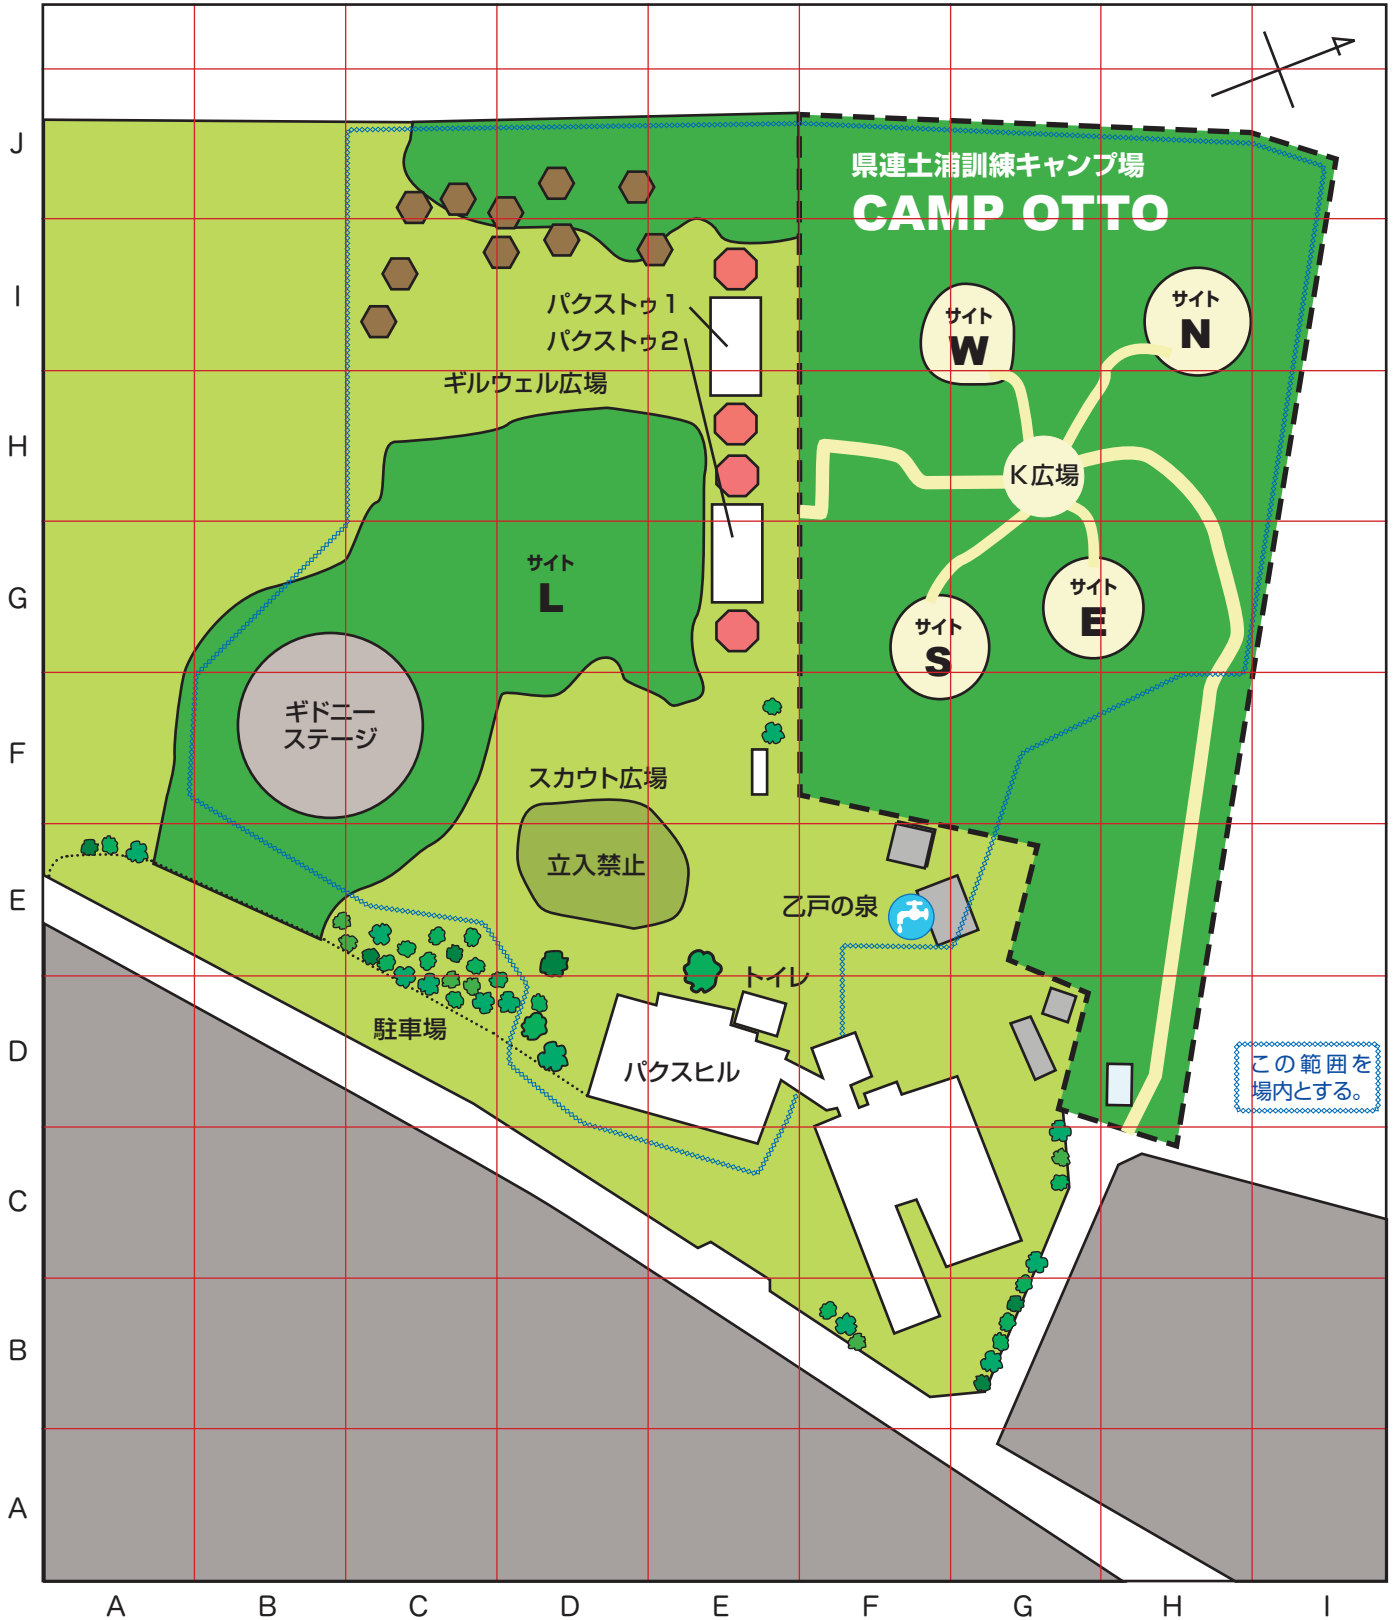 J
県連土浦訓練キャンプ場
CAMP OTTO
I
パクストゥ1
パクストゥ2
サイト
W
サイト
N
ギルウェル広場
H
K広場
サイト
L
G
サイト
E
サイト
S
ギドニー
ステージ
F
スカウト広場
立入禁止
E
乙戸の泉
トイレ
駐車場
D
パクスヒル
この範囲を
場内とする。
C
B
A
A B C D E F G H I